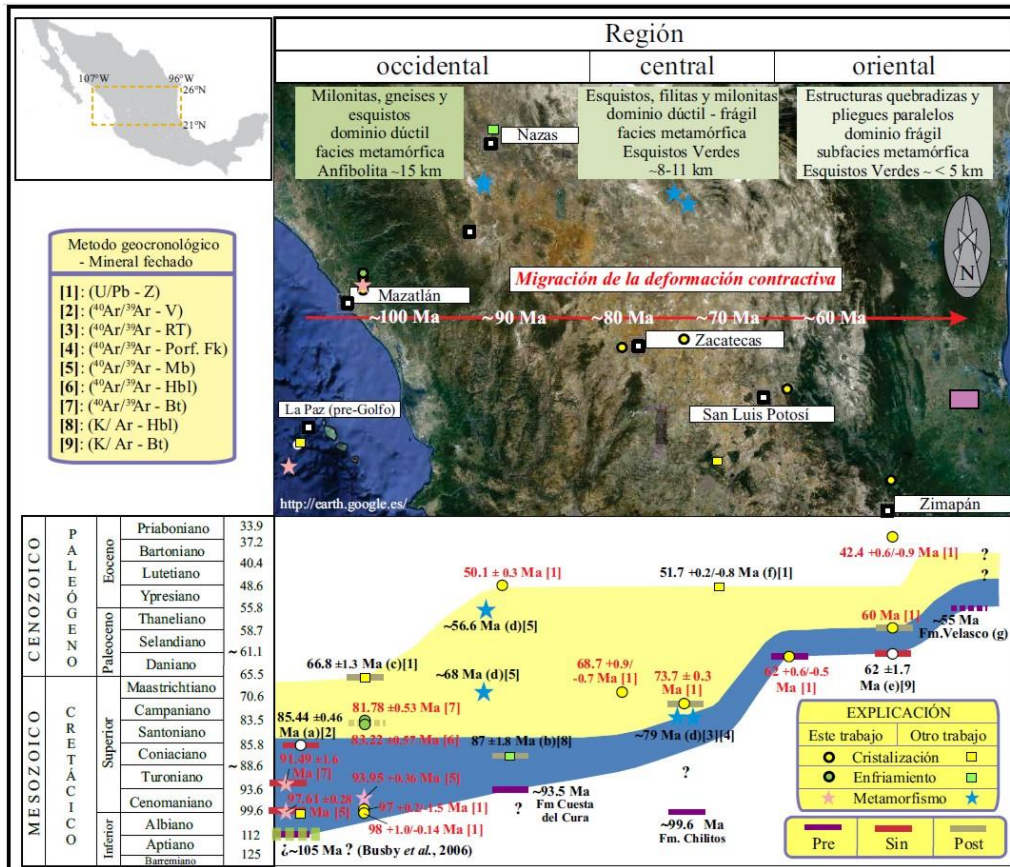 107°W
96°W
26°N
21°N
Región
occidental
central
oriental
Milonitas, gneises y
esquistos
dominio dúctil
facies metamórfica
Anfibolita ~15 km
Esquistos, filitas y milonitas
dominio dúctil - frágil
facies metamórfica
Esquistos Verdes
~8-11 km
Estructuras quebradizas y
pliegues paralelos
dominio frágil
subfacies metamórfica
Esquistos Verdes ~ < 5 km
Nazas
Metodo geocronológico
- Mineral fechado
[1]: (U/Pb - Z)
[2]: (⁴⁰Ar/³⁹Ar - V)
[3]: (⁴⁰Ar/³⁹Ar - RT)
[4]: (⁴⁰Ar/³⁹Ar - Porf. Fk)
[5]: (⁴⁰Ar/³⁹Ar - Mb)
[6]: (⁴⁰Ar/³⁹Ar - Hbl)
[7]: (⁴⁰Ar/³⁹Ar - Bt)
[8]: (K/ Ar - Hbl)
[9]: (K/ Ar - Bt)
N
Migración de la deformación contractiva
Mazatlán
~100 Ma
~90 Ma
~80 Ma
~70 Ma
~60 Ma
Zacatecas
La Paz (pre-Golfo)
San Luis Potosí
http://earth.google.es/
Zimapán
CENOZOICO
PALEÓGENO
Eoceno
Priaboniano
33.9
Bartoniano
37.2
Lutetiano
40.4
Ypresiano
48.6
55.8
Paleoceno
Thaneliano
58.7
Selandiano
~61.1
Daniano
65.5
MESOZOICO
CRETÁCICO
Superior
Maastrichtiano
70.6
Campaniano
83.5
Santoniano
85.8
Coniaciano
~88.6
Turoniano
93.6
Cenomaniano
99.6
Inferior
Albiano
112
Aptiano
125
Barremiano
42.4 +0.6/-0.9 Ma [1]
?
?
50.1 ± 0.3 Ma [1]
51.7 +0.2/-0.8 Ma (f)[1]
~56.6 Ma (d)[5]
60 Ma [1]
~55 Ma
Fm.Velasco (g)
66.8 ±1.3 Ma (c)[1]
~68 Ma (d)[5]
68.7 +0.9/
-0.7 Ma [1]
73.7 ± 0.3
Ma [1]
62 +0.6/-0.5
Ma [1]
62 ±1.7
Ma (e)[9]
81.78 ±0.53 Ma [7]
85.44 ±0.46
Ma (a)[2]
83.22 ±0.57 Ma [6]
87 ±1.8 Ma (b)[8]
~79 Ma (d)[3][4]
91.49 ±1.6
Ma [7]
93.95 ±0.36 Ma [5]
97.61 ±0.28
Ma [5]
97 +0.2/-1.5 Ma [1]
98 +1.0/-0.14 Ma [1]
~93.5 Ma
?
Fm Cuesta
del Cura
?
~99.6 Ma
Fm. Chilitos
¿~105 Ma ? (Busby et al., 2006)
EXPLICACIÓN
Este trabajo
Otro trabajo
Cristalización
Enfriamiento
Metamorfismo
Pre
Sin
Post